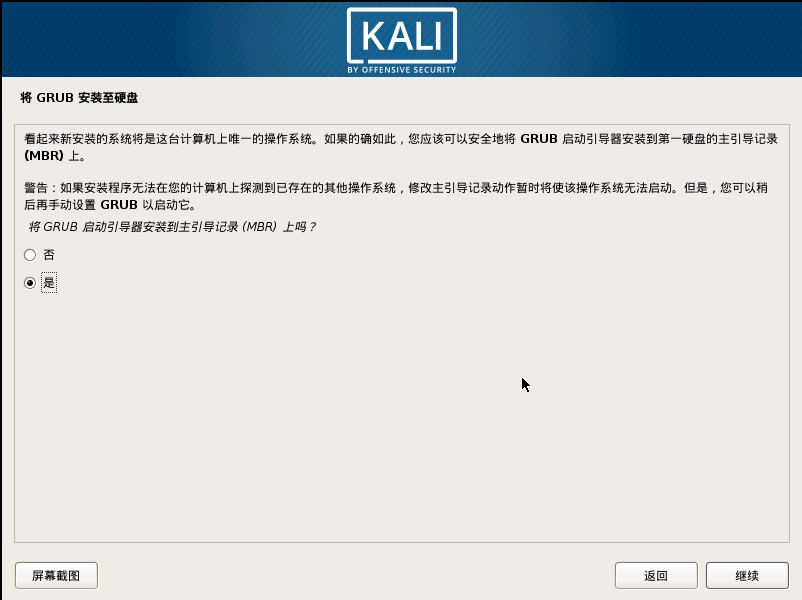 KALI
BY OFFENSIVE SECURITY
将 GRUB 安装至硬盘
看起来新安装的系统将是这台计算机上唯一的操作系统。如果的确如此，您应该可以安全地将 GRUB 启动引导器安装到第一硬盘的主引导记录
(MBR) 上。
警告：如果安装程序无法在您的计算机上探测到已存在的其他操作系统，修改主引导记录动作暂时将使该操作系统无法启动。但是，您可以稍
后再手动设置 GRUB 以启动它。
将 GRUB 启动引导器安装到主引导记录 (MBR) 上吗？
否
是
屏幕截图
返回
继续